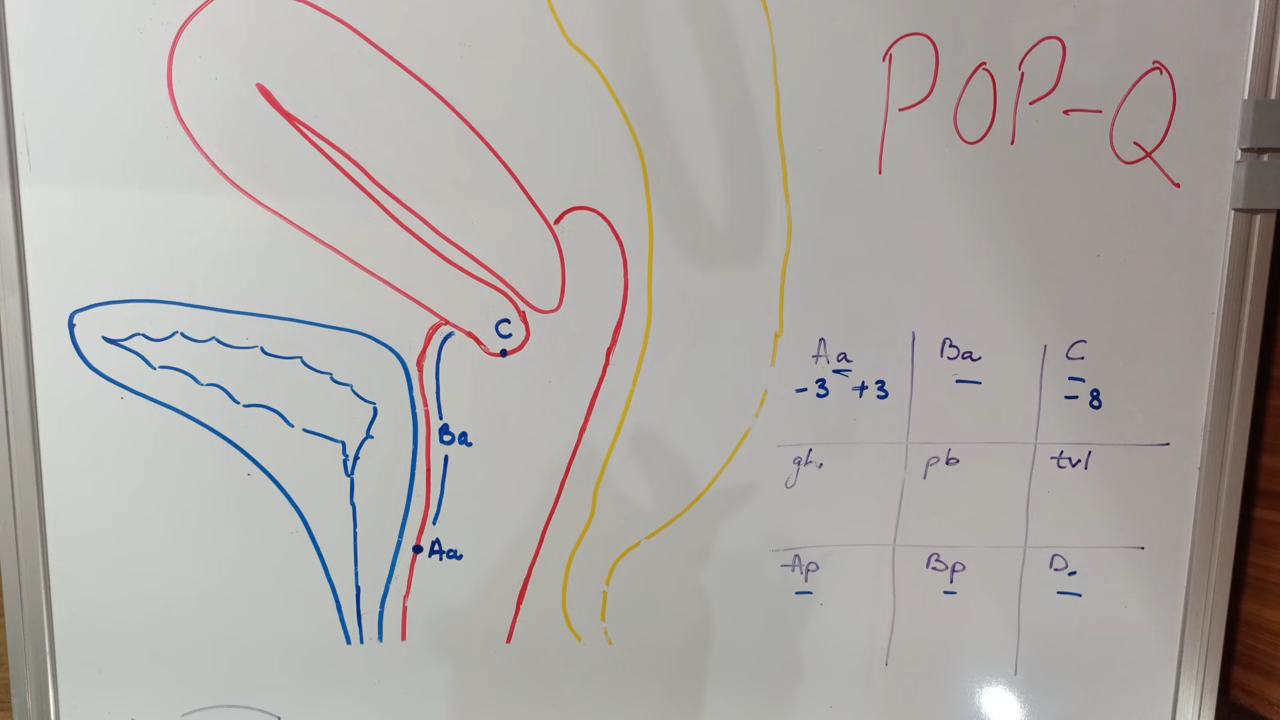 POP-Q
C
Ba
Aa
Aa Ba C
-3 +3 -8
gh. pb tvl
Ap Bp D.